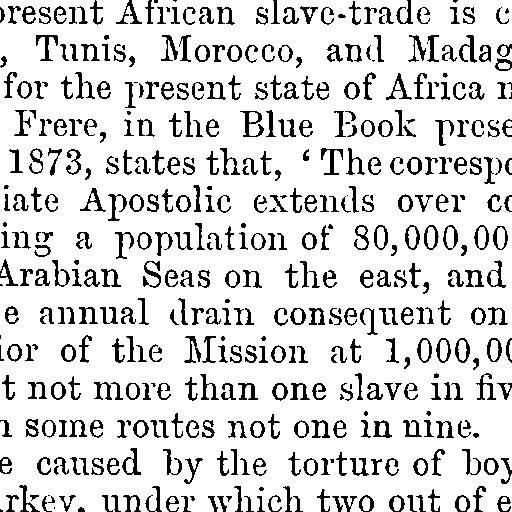 present African slave-trade is c
, Tunis, Morocco, and Madag
for the present state of Africa
Frere, in the Blue Book prese
1873, states that, ‘ The correspo
iate Apostolic extends over co
ing a population of 80,000,00
Arabian Seas on the east, and
e annual drain consequent on
ior of the Mission at 1,000,00
t not more than one slave in fiv
some routes not one in nine.
e caused by the torture of boy
rkey, under which two out of e